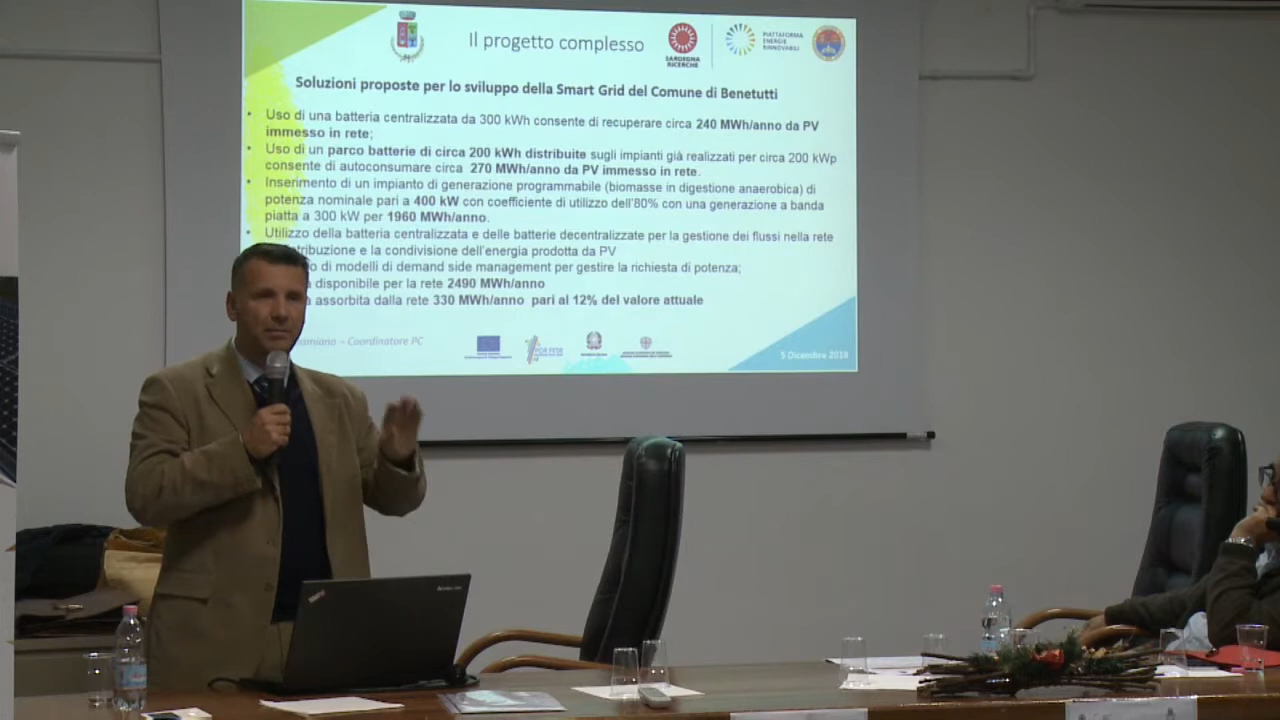 Il progetto complesso
SARDEGNA
RICERCHE
PIATTAFORMA
ENERGIE
RINNOVABILI
Soluzioni proposte per lo sviluppo della Smart Grid del Comune di Benetutti
• Uso di una batteria centralizzata da 300 kWh consente di recuperare circa 240 MWh/anno da PV
immesso in rete;
• Uso di un parco batterie di circa 200 kWh distribuite sugli impianti già realizzati per circa 200 kWp
consente di autoconsumare circa 270 MWh/anno da PV immesso in rete.
• Inserimento di un impianto di generazione programmabile (biomasse in digestione anaerobica) di
potenza nominale pari a 400 kW con coefficiente di utilizzo dell'80% con una generazione a banda
piatta a 300 kW per 1960 MWh/anno.
• Utilizzo della batteria centralizzata e delle batterie decentralizzate per la gestione dei flussi nella rete
tribuzione e la condivisione dell'energia prodotta da PV
o di modelli di demand side management per gestire la richiesta di potenza;
a disponibile per la rete 2490 MWh/anno
a assorbita dalla rete 330 MWh/anno pari al 12% del valore attuale
smiano – Coordinatore PC
5 Dicembre 2018